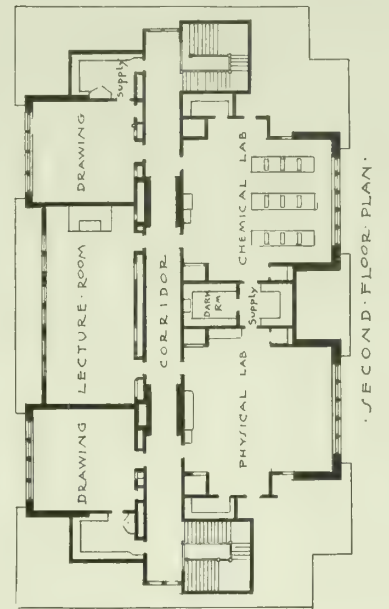 DRAWING
Supply
LECTURE · ROOM
DRAWING
CORRIDOR
CHEMICAL LAB
DARK
RM
Supply
PHYSICAL LAB
· SECOND · FLOOR · PLAN ·